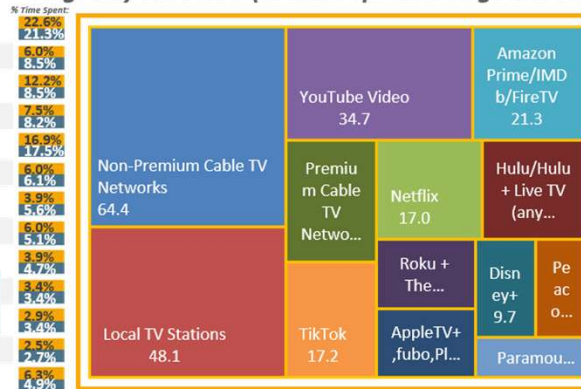 % Time Spent:
22.6%
21.3%
6.0%
8.5%
12.2%
8.5%
7.5%
8.2%
16.9%
17.5%
6.0%
6.1%
3.9%
5.6%
6.0%
5.1%
3.9%
4.7%
3.4%
3.4%
2.9%
3.4%
2.5%
2.7%
6.3%
4.9%
Non-Premium Cable TV
Networks
64.4
Local TV Stations
48.1
YouTube Video
34.7
Amazon
Prime/IMD
b/FireTV
21.3
Premiu
m Cable
TV
Netwo...
Netflix
17.0
Hulu/Hulu
+ Live TV
(any...
TikTok
17.2
Roku +
The...
AppleTV+
,fubo,Pl...
Disn
ey+
9.7
Pe
ac
o...
Paramou...